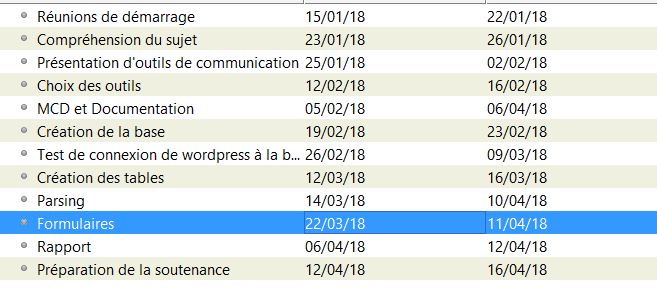 Réunions de démarrage 15/01/18 22/01/18
Compréhension du sujet 23/01/18 26/01/18
Présentation d'outils de communication 25/01/18 02/02/18
Choix des outils 12/02/18 16/02/18
MCD et Documentation 05/02/18 06/04/18
Création de la base 19/02/18 23/02/18
Test de connexion de wordpress à la b... 26/02/18 09/03/18
Création des tables 12/03/18 16/03/18
Parsing 14/03/18 10/04/18
Formulaires 22/03/18 11/04/18
Rapport 06/04/18 12/04/18
Préparation de la soutenance 12/04/18 16/04/18